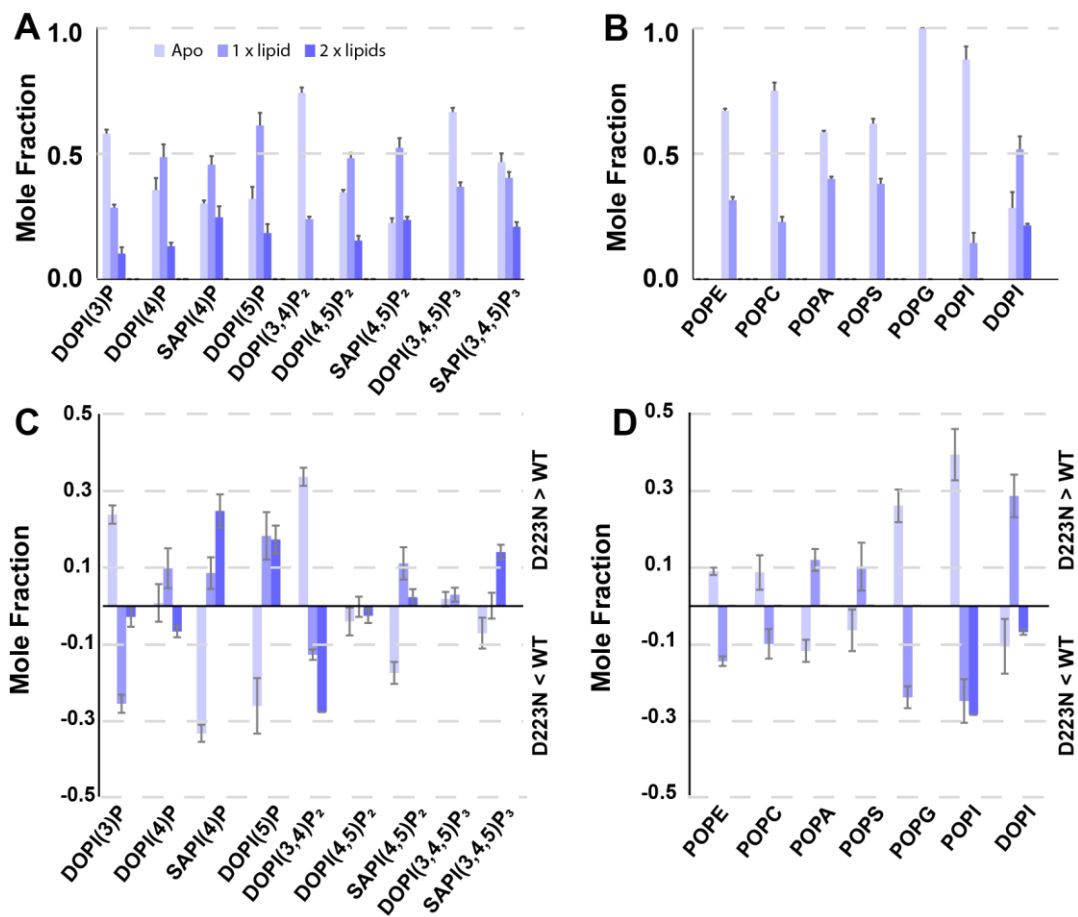 A
1.0
0.5
0.0
Mole Fraction
Apo
1 x lipid
2 x lipids
DOPI(3)P
DOPI(4)P
SAPI(4)P
DOPI(5)P
DOPI(3,4)P₂
DOPI(4,5)P₂
SAPI(4,5)P₂
DOPI(3,4,5)P₃
SAPI(3,4,5)P₃
B
1.0
0.5
0.0
Mole Fraction
POPE
POPC
POPA
POPS
POPG
POPI
DOPI
C
0.5
0.3
0.1
-0.1
-0.3
-0.5
Mole Fraction
D223N > WT
D223N < WT
DOPI(3)P
DOPI(4)P
SAPI(4)P
DOPI(5)P
DOPI(3,4)P₂
DOPI(4,5)P₂
SAPI(4,5)P₂
DOPI(3,4,5)P₃
SAPI(3,4,5)P₃
D
0.5
0.3
0.1
-0.1
-0.3
-0.5
Mole Fraction
D223N > WT
D223N < WT
POPE
POPC
POPA
POPS
POPG
POPI
DOPI